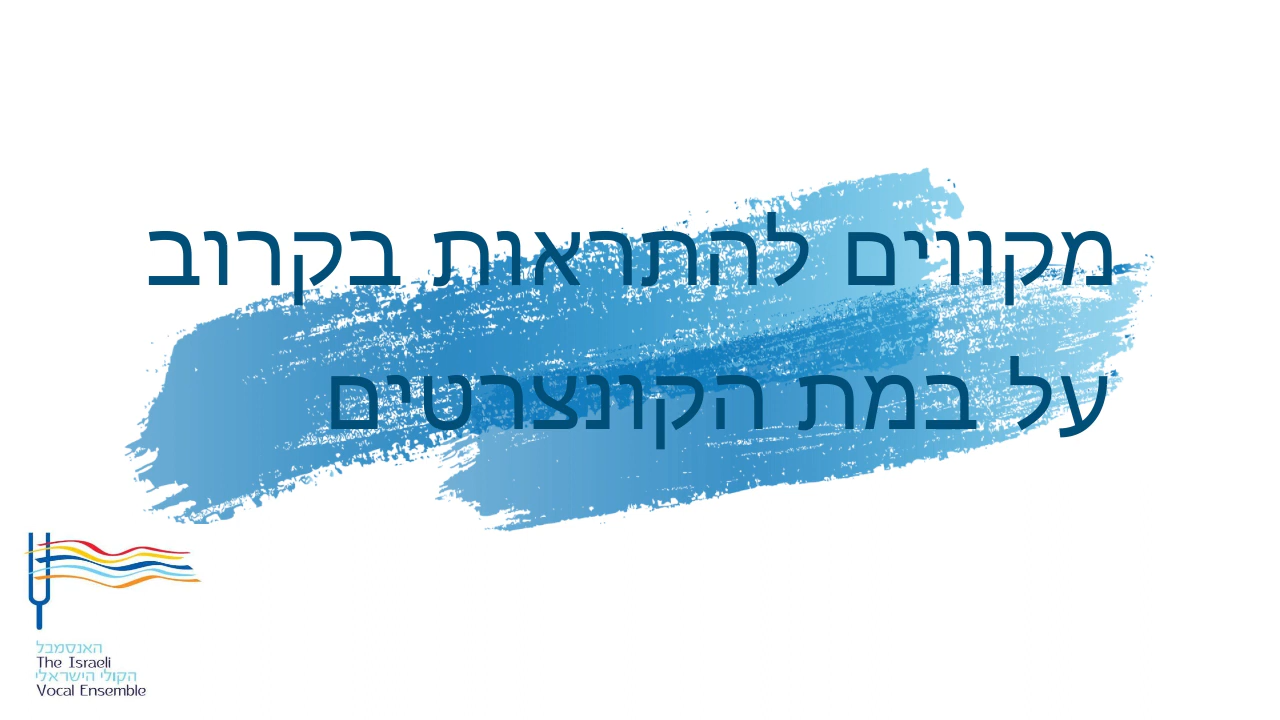 מקווים להתראות בקרוב
על במת הקונצרטים
האנסמבל
The Israeli
הקולי הישראלי
Vocal Ensemble